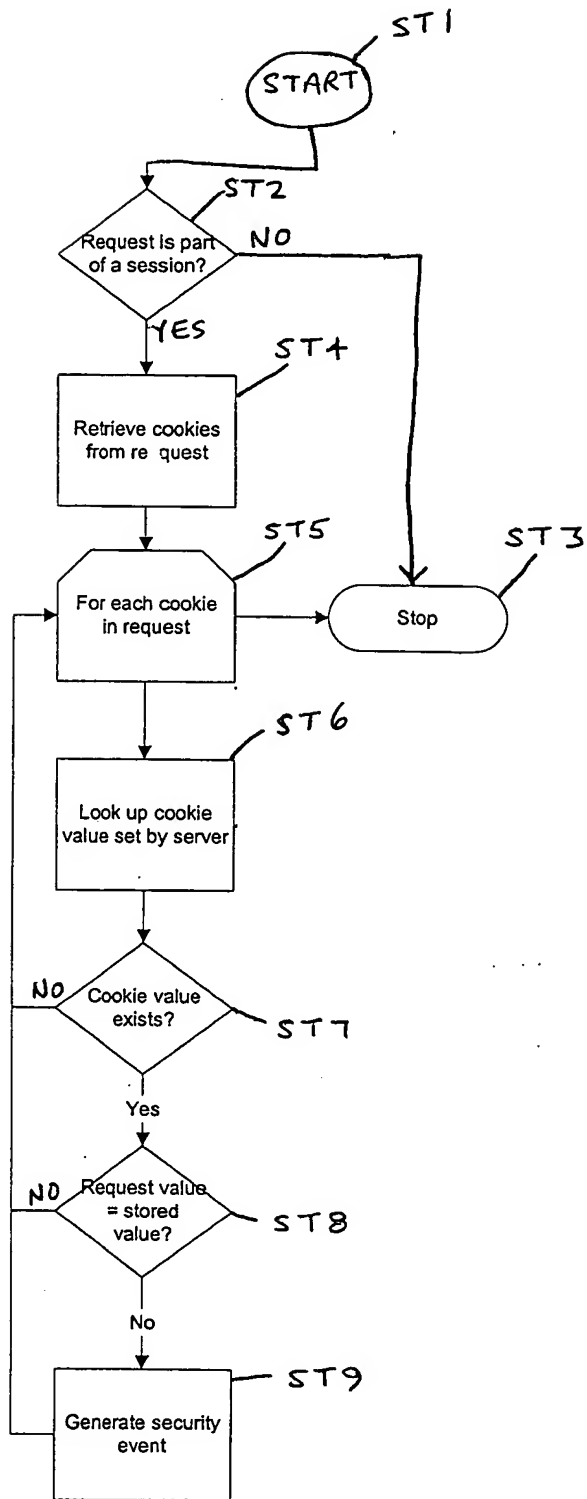 ST1
START
ST2
Request is part
of a session?
NO
YES
ST4
Retrieve cookies
from re quest
ST5
ST3
For each cookie
in request
Stop
ST6
Look up cookie
value set by server
NO
Cookie value
exists?
ST7
Yes
NO
Request value
= stored
value?
ST8
No
ST9
Generate security
event